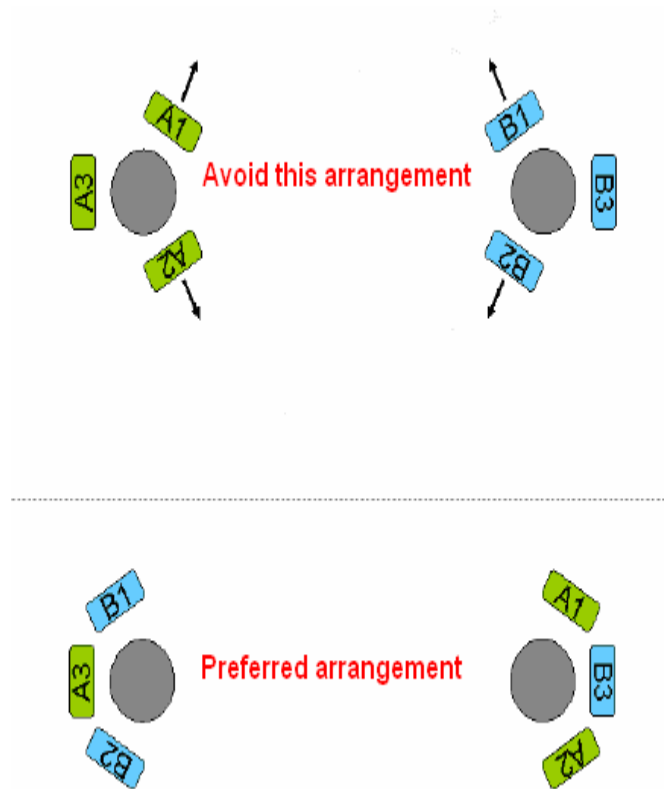 A1
B1
A3
Avoid this arrangement
B3
A2
B2
B1
A1
A3
Preferred arrangement
B3
B2
A2